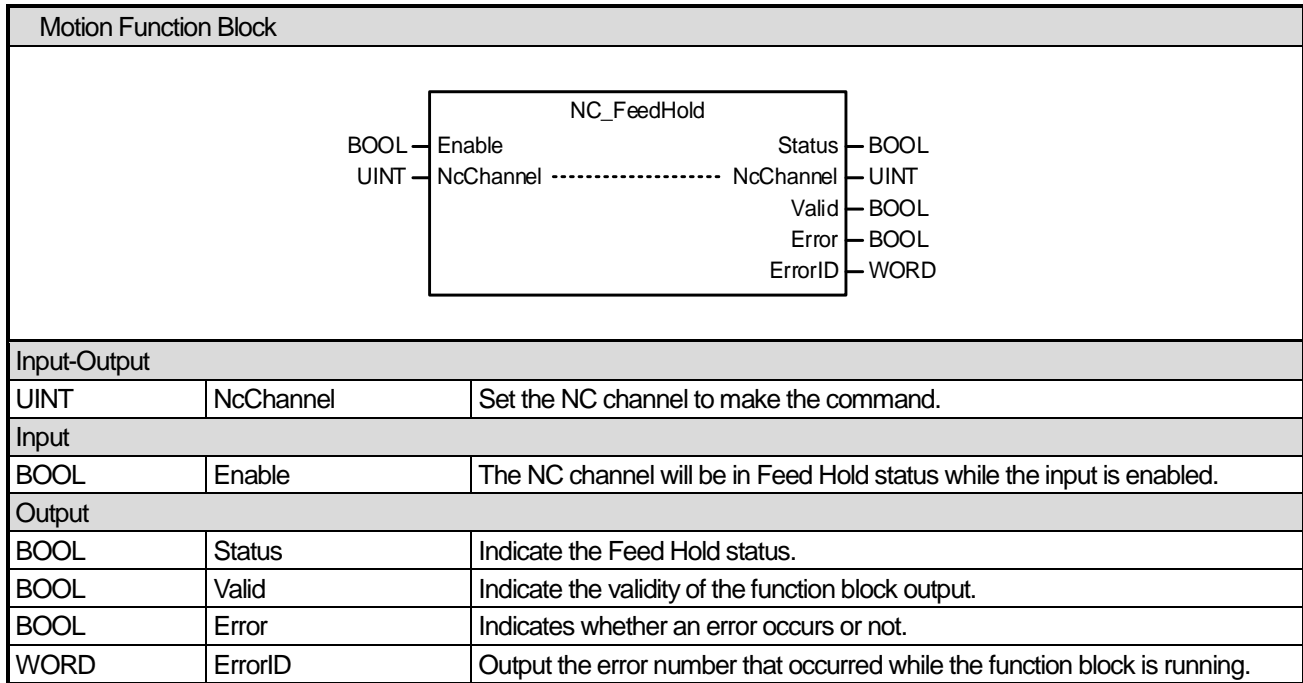 Motion Function Block
NC_FeedHold
BOOL Enable Status BOOL
UINT NcChannel NcChannel UINT
Valid BOOL
Error BOOL
ErrorID WORD
Input-Output
UINT NcChannel Set the NC channel to make the command.
Input
BOOL Enable The NC channel will be in Feed Hold status while the input is enabled.
Output
BOOL Status Indicate the Feed Hold status.
BOOL Valid Indicate the validity of the function block output.
BOOL Error Indicates whether an error occurs or not.
WORD ErrorID Output the error number that occurred while the function block is running.